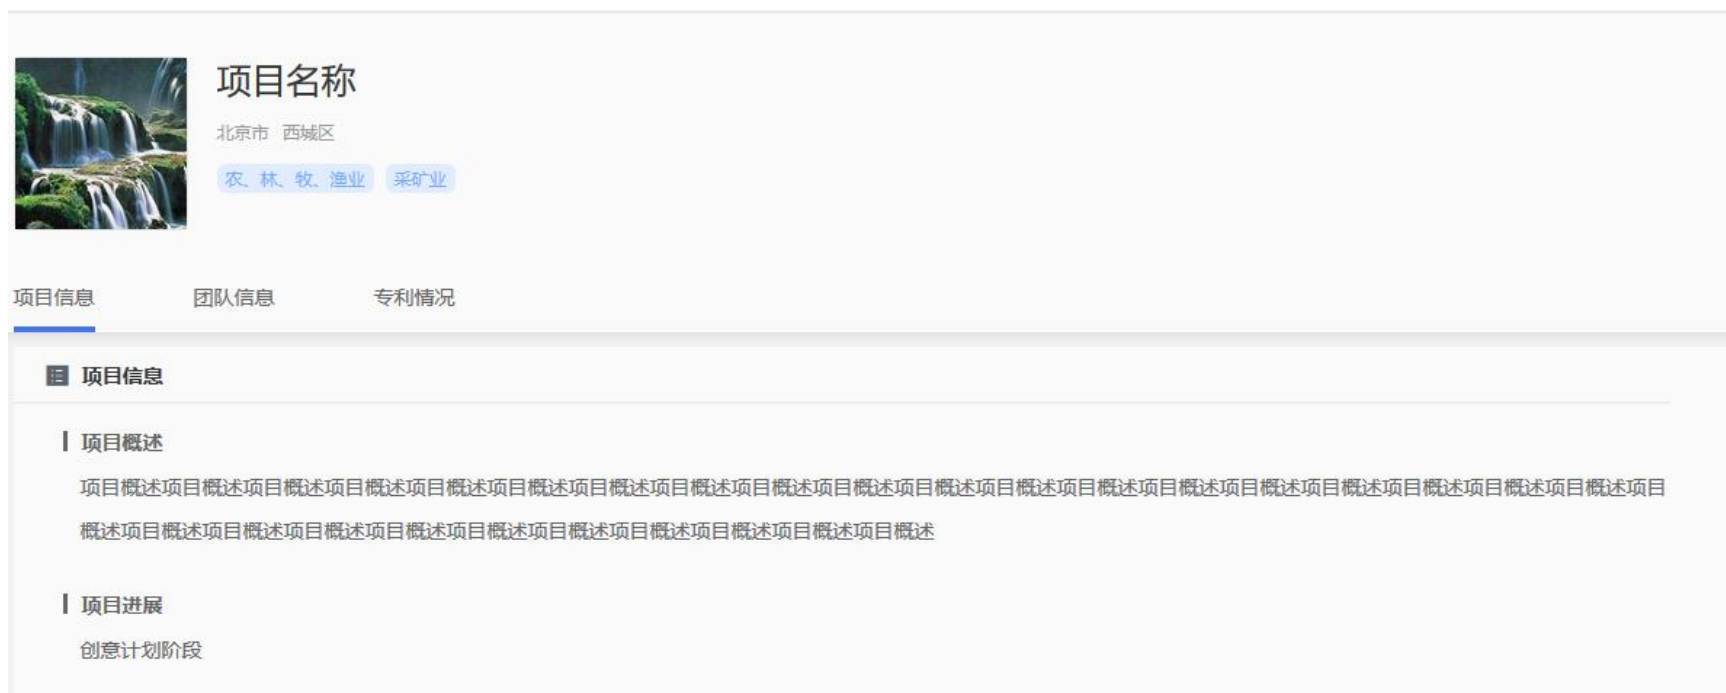 项目名称
北京市 西城区
农、林、牧、渔业 采矿业
项目信息 团队信息 专利情况
项目信息
项目概述
项目概述项目概述项目概述项目概述项目概述项目概述项目概述项目概述项目概述项目概述项目概述项目概述项目概述项目概述项目概述项目概述项目概述项目概述项目概述项目
概述项目概述项目概述项目概述项目概述项目概述项目概述项目概述项目概述项目概述项目概述
项目进展
创意计划阶段